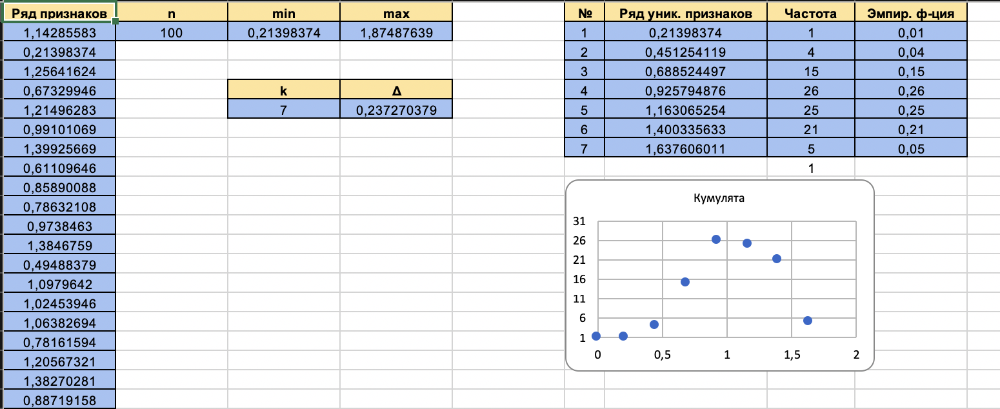 Ряд признаков n min max № Ряд уник. признаков Частота Эмпир. ф-ция
1,14285583 100 0,21398374 1,87487639 1 0,21398374 1 0,01
0,21398374 2 0,451254119 4 0,04
1,25641624 3 0,688524497 15 0,15
0,67329946 k Δ 4 0,925794876 26 0,26
1,21496283 7 0,237270379 5 1,163065254 25 0,25
0,99101069 6 1,400335633 21 0,21
1,39925669 7 1,637606011 5 0,05
0,61109646 1
0,85890088
0,78632108
0,9738463
1,3846759
0,49488379
1,0979642
1,02453946
1,06382694
0,78161594
1,20567321
1,38270281
0,88719158
Кумулята
31
26
21
16
11
6
1
0 0,5 1 1,5 2